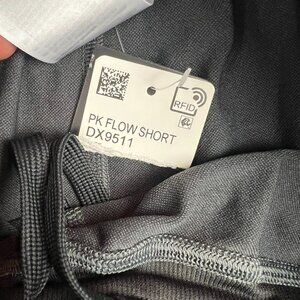 RFID
PK FLOW SHORT
DX9511